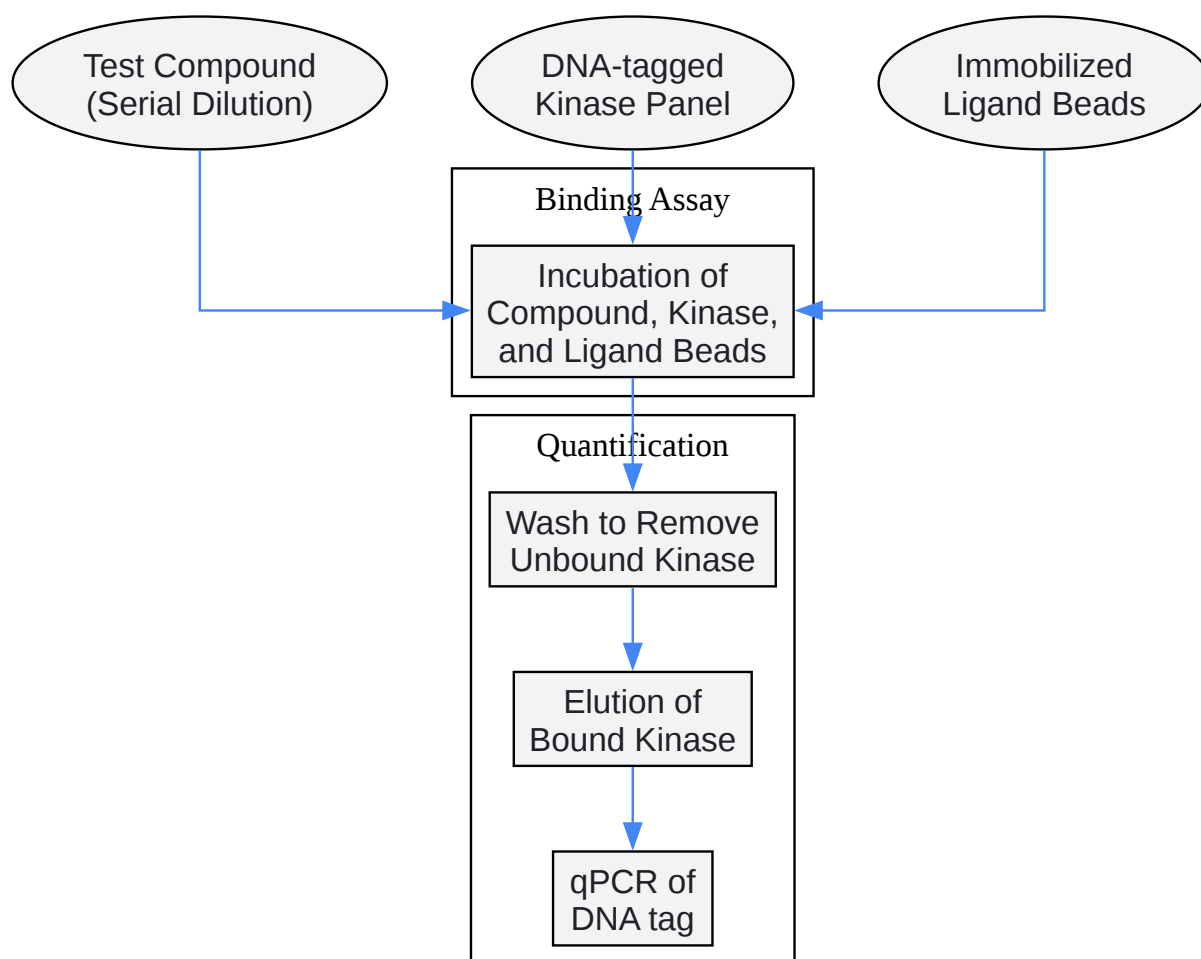 Test Compound
(Serial Dilution)
DNA-tagged
Kinase Panel
Immobilized
Ligand Beads
Binding Assay
Incubation of
Compound, Kinase,
and Ligand Beads
Quantification
Wash to Remove
Unbound Kinase
Elution of
Bound Kinase
qPCR of
DNA tag